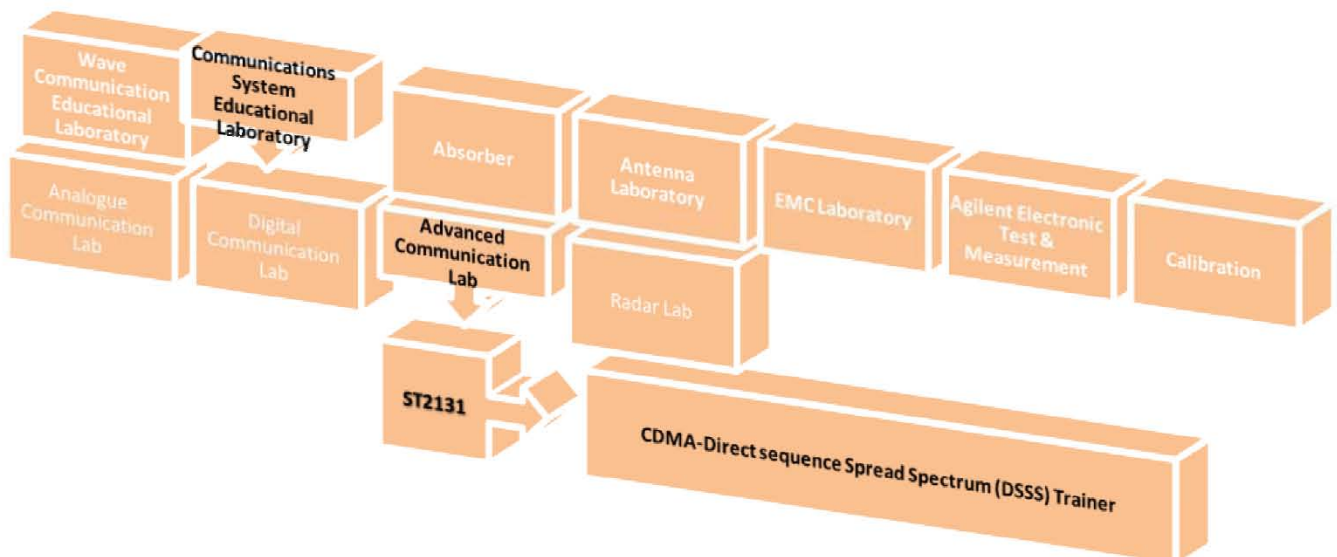 Wave
Communication
Educational
Laboratory
Communications
System
Educational
Laboratory
Absorber
Antenna
Laboratory
EMC Laboratory
Agilent Electronic
Test &
Measurement
Calibration
Analogue
Communication
Lab
Digital
Communication
Lab
Advanced
Communication
Lab
Radar Lab
ST2131
CDMA-Direct sequence Spread Spectrum (DSSS) Trainer